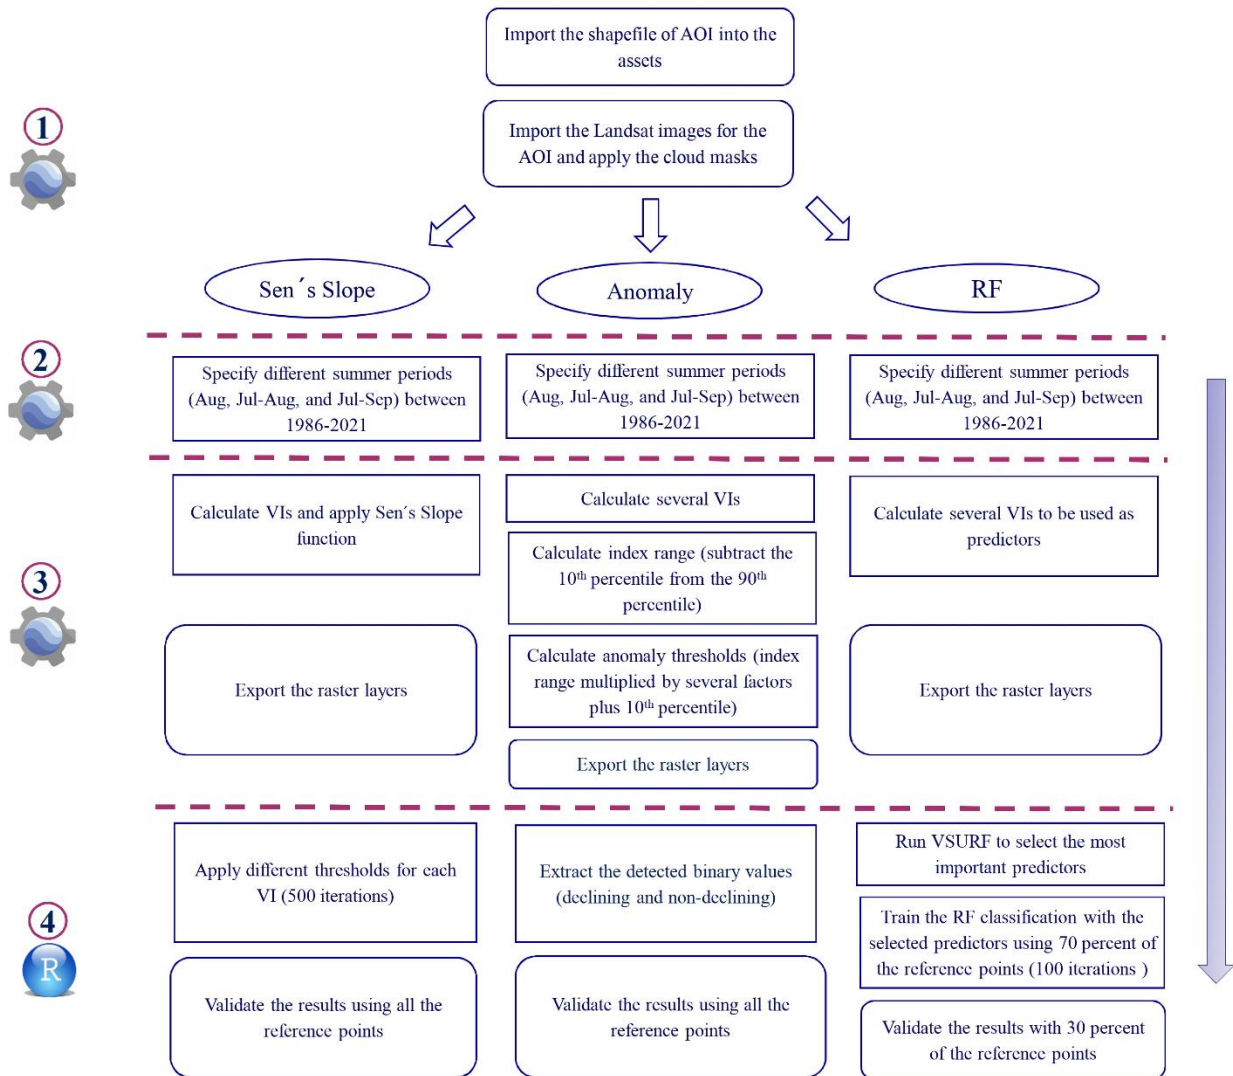 Import the shapefile of AOI into the
assets
1
Import the Landsat images for the
AOI and apply the cloud masks
Sen´s Slope
Anomaly
RF
2
Specify different summer periods
(Aug, Jul-Aug, and Jul-Sep) between
1986-2021
Specify different summer periods
(Aug, Jul-Aug, and Jul-Sep) between
1986-2021
Specify different summer periods
(Aug, Jul-Aug, and Jul-Sep) between
1986-2021
3
Calculate VIs and apply Sen´s Slope
function
Export the raster layers
Calculate several VIs
Calculate index range (subtract the
10th percentile from the 90th
percentile)
Calculate anomaly thresholds (index
range multiplied by several factors
plus 10th percentile)
Export the raster layers
Calculate several VIs to be used as
predictors
Export the raster layers
4
R
Apply different thresholds for each
VI (500 iterations)
Validate the results using all the
reference points
Extract the detected binary values
(declining and non-declining)
Validate the results using all the
reference points
Run VSURF to select the most
important predictors
Train the RF classification with the
selected predictors using 70 percent of
the reference points (100 iterations )
Validate the results with 30 percent
of the reference points